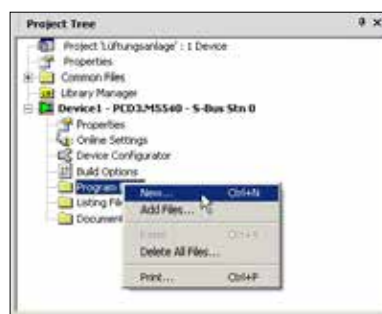 Project Tree
Project 'Lüftungsanlage' : 1 Device
Properties
Common Files
Library Manager
Device1 - PCD3.M5540 - S-Bus Stn 0
Properties
Online Settings
Device Configurator
Build Options
Program
Listing File
Document
New... Ctrl+N
Add Files...
Delete All Files...
Print... Ctrl+P